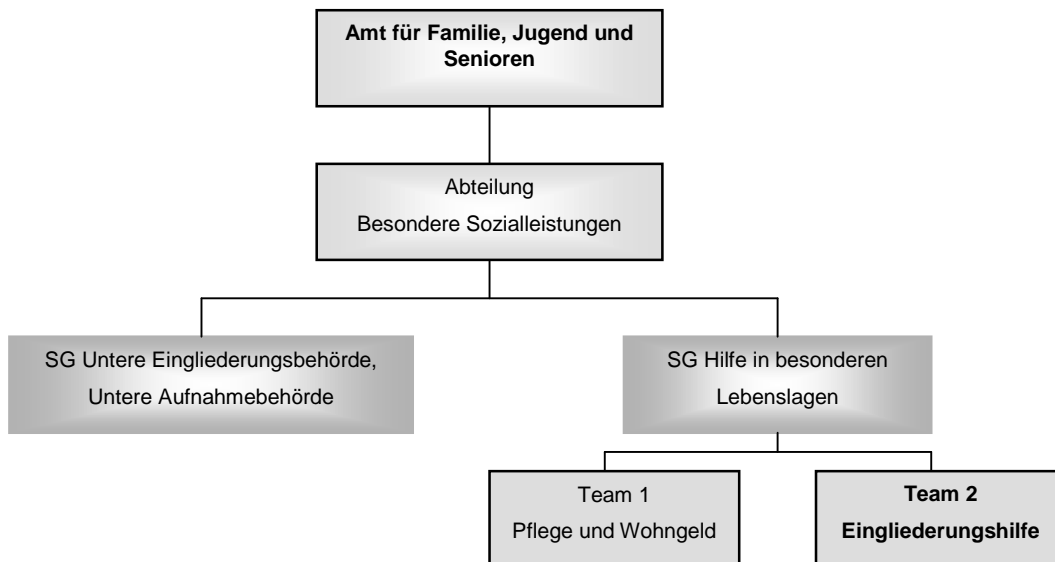 Amt für Familie, Jugend und
Senioren
Abteilung
Besondere Sozialleistungen
SG Untere Eingliederungsbehörde,
Untere Aufnahmebehörde
SG Hilfe in besonderen
Lebenslagen
Team 1
Pflege und Wohngeld
Team 2
Eingliederungshilfe